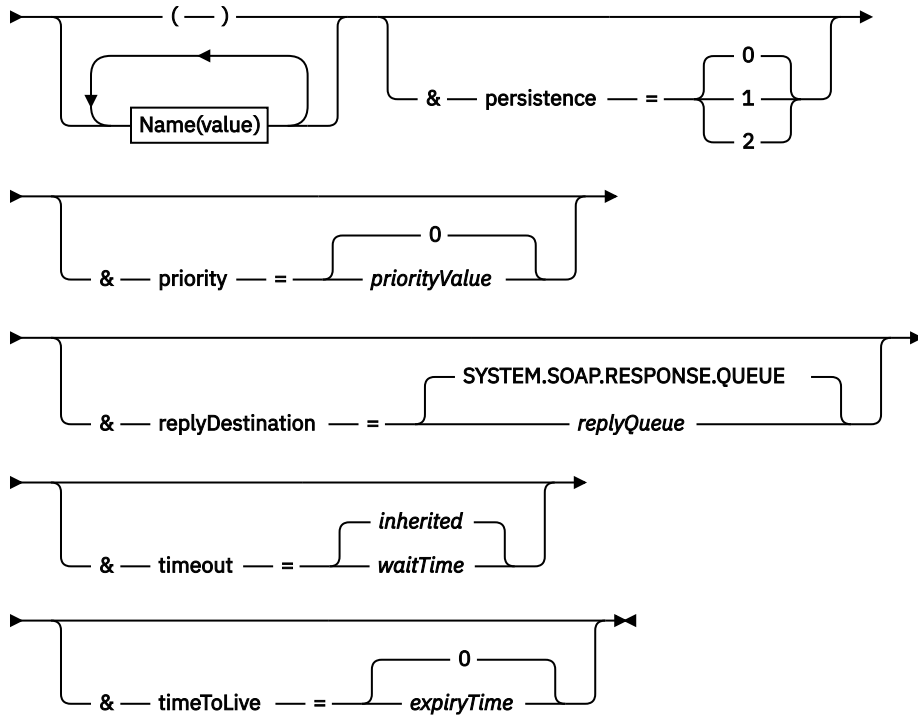 ( )
Name(value)
0
& persistence = 1
2
0
& priority = priorityValue
SYSTEM.SOAP.RESPONSE.QUEUE
& replyDestination = replyQueue
inherited
& timeout = waitTime
0
& timeToLive = expiryTime